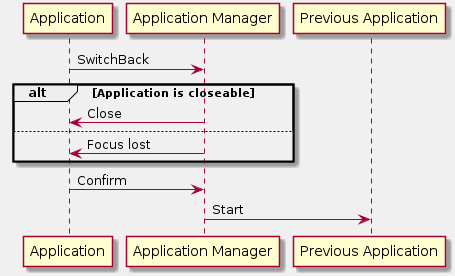 Application Application Manager Previous Application
SwitchBack
alt [Application is closeable]
Close
Focus lost
Confirm
Start
Application Application Manager Previous Application